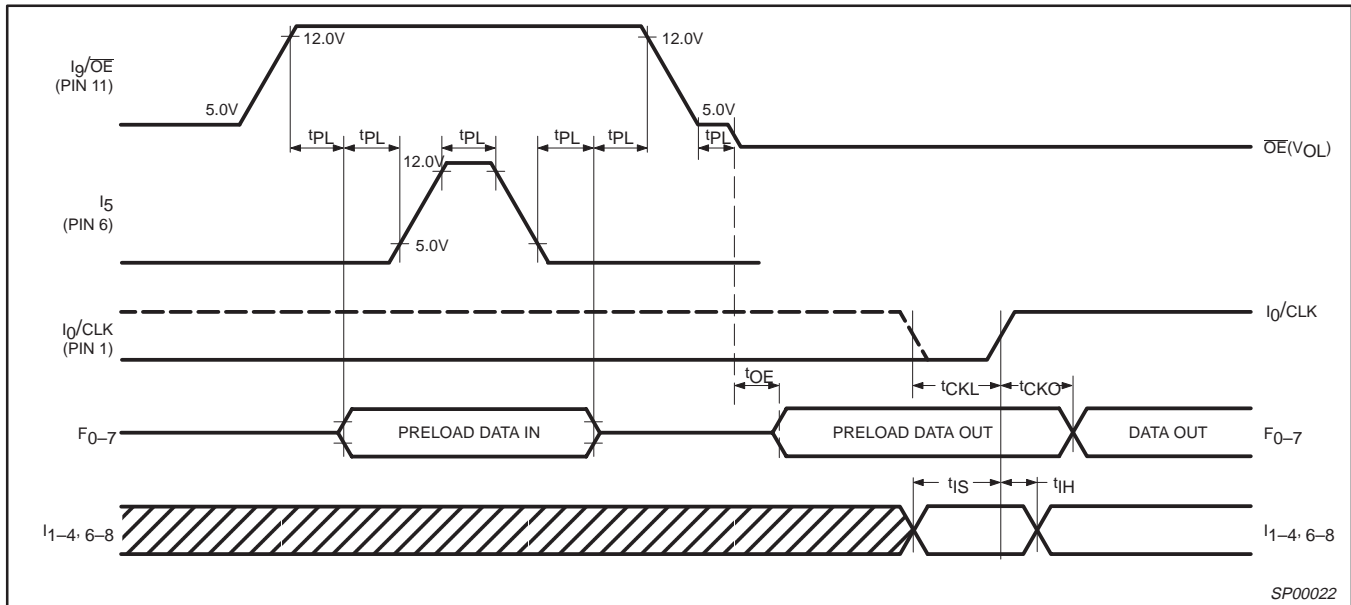 I9/OE
(PIN 11)
5.0V
12.0V
12.0V
5.0V
tPL
tPL
tPL
tPL
tPL
tPL
OE(VOL)
I5
(PIN 6)
12.0V
5.0V
I0/CLK
(PIN 1)
I0/CLK
tOE
tCKL
tCKO
F0–7
PRELOAD DATA IN
PRELOAD DATA OUT
DATA OUT
F0–7
tIS
tIH
I1–4, 6–8
I1–4, 6–8
SP00022